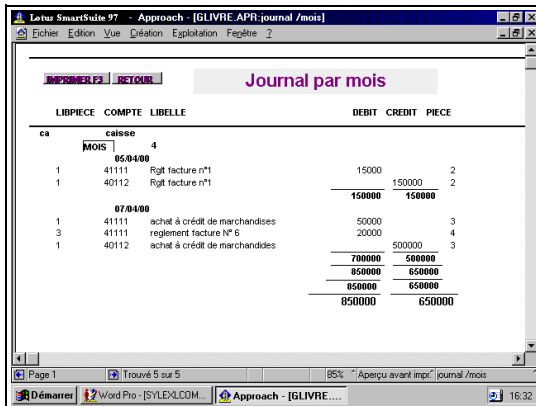 Lotus SmartSuite 97 - Approach - [GLIVRE.APR:journal /mois]
Fichier Edition Vue Création Exploitation Fenêtre ?
IMPRIMER F3 RETOUR Journal par mois
LIBPIECE COMPTE LIBELLE DEBIT CREDIT PIECE
ca caisse
MOIS 4
05/04/00
1 41111 Rglt facture n°1 15000 2
1 40112 Rglt facture n°1 150000 2
150000 150000
07/04/00
1 41111 achat à crédit de marchandises 50000 3
3 41111 reglement facture N° 6 20000 4
1 40112 achat à crédit de marchandides 500000 3
700000 500000
850000 650000
850000 650000
850000 650000
Page 1 Trouvé 5 sur 5 85% Aperçu avant impr. journal /mois
Démarrer Word Pro - [SYLEXLCOM... Approach - [GLIVRE.... 16:32